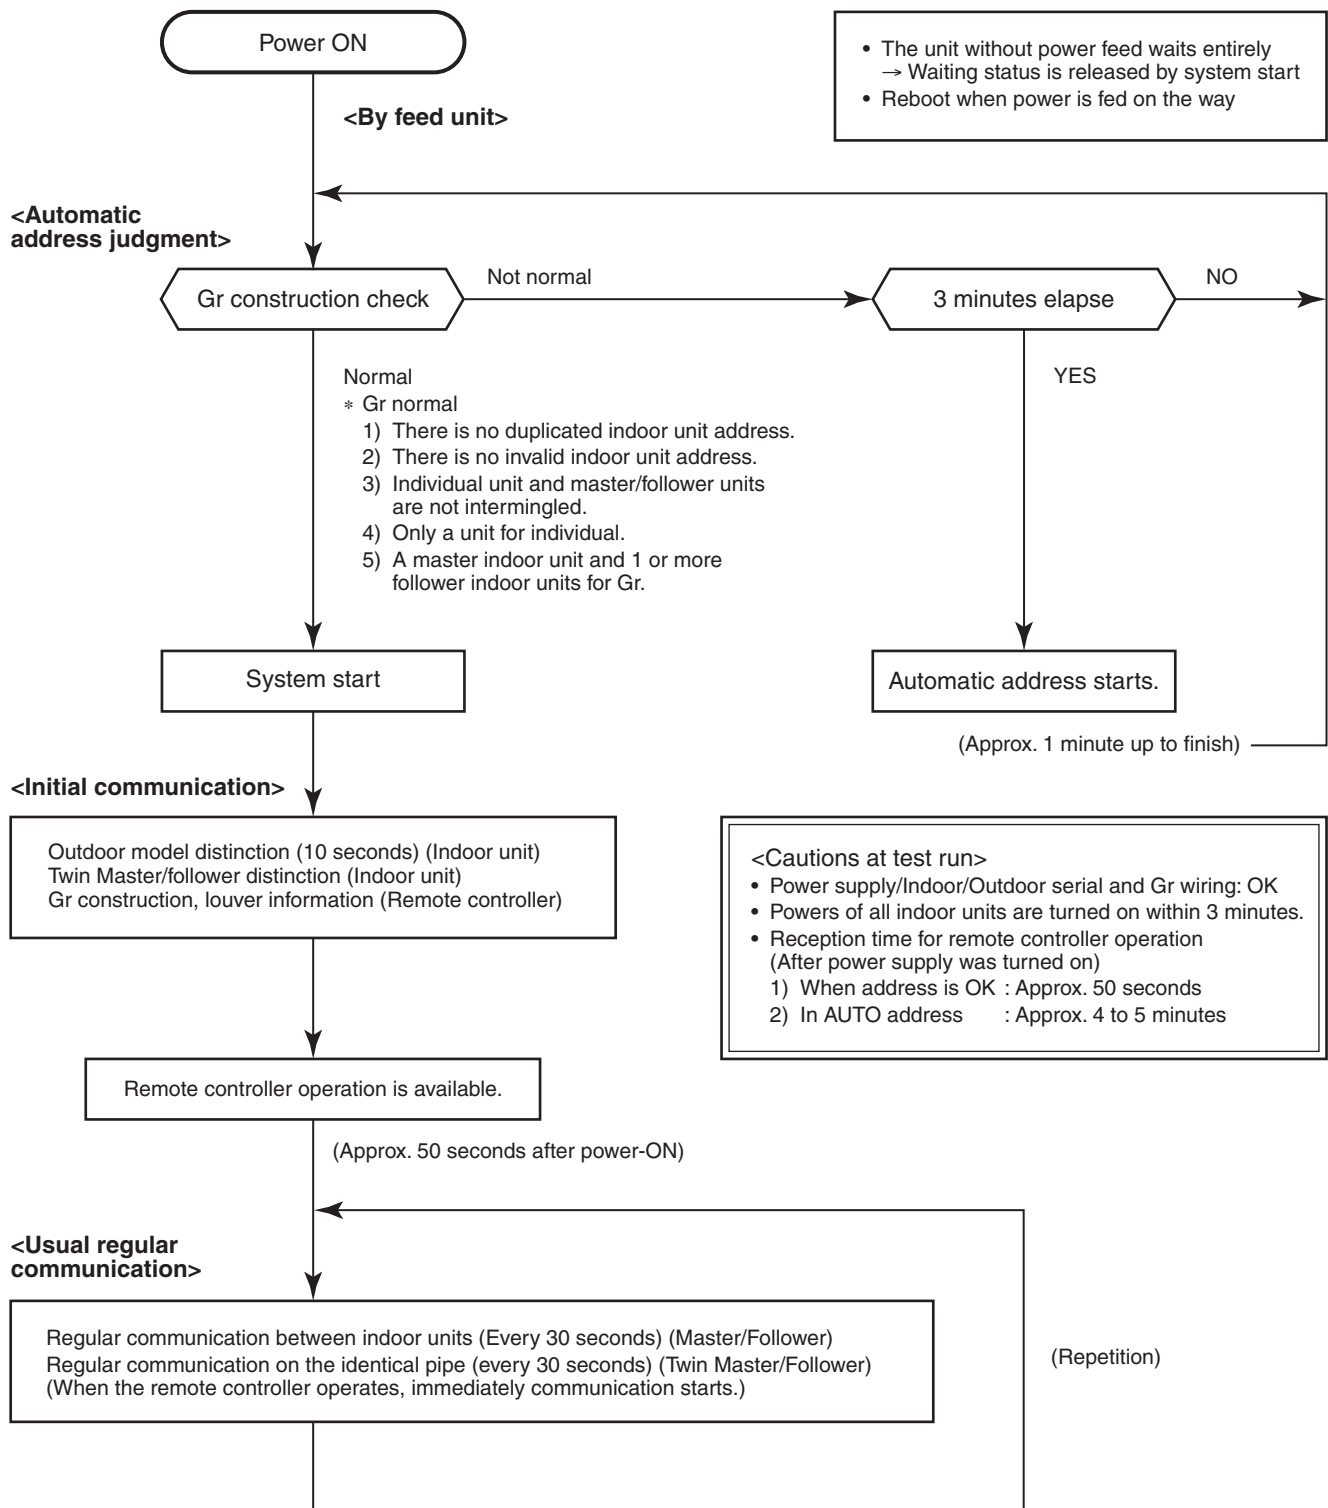 Power ON
• The unit without power feed waits entirely
→ Waiting status is released by system start
• Reboot when power is fed on the way
<By feed unit>
<Automatic
address judgment>
Gr construction check
Not normal
3 minutes elapse
NO
Normal
* Gr normal
1) There is no duplicated indoor unit address.
2) There is no invalid indoor unit address.
3) Individual unit and master/follower units
are not intermingled.
4) Only a unit for individual.
5) A master indoor unit and 1 or more
follower indoor units for Gr.
YES
System start
Automatic address starts.
(Approx. 1 minute up to finish)
<Initial communication>
Outdoor model distinction (10 seconds) (Indoor unit)
Twin Master/follower distinction (Indoor unit)
Gr construction, louver information (Remote controller)
<Cautions at test run>
• Power supply/Indoor/Outdoor serial and Gr wiring: OK
• Powers of all indoor units are turned on within 3 minutes.
• Reception time for remote controller operation
(After power supply was turned on)
1) When address is OK : Approx. 50 seconds
2) In AUTO address : Approx. 4 to 5 minutes
Remote controller operation is available.
(Approx. 50 seconds after power-ON)
<Usual regular
communication>
Regular communication between indoor units (Every 30 seconds) (Master/Follower)
Regular communication on the identical pipe (every 30 seconds) (Twin Master/Follower)
(When the remote controller operates, immediately communication starts.)
(Repetition)